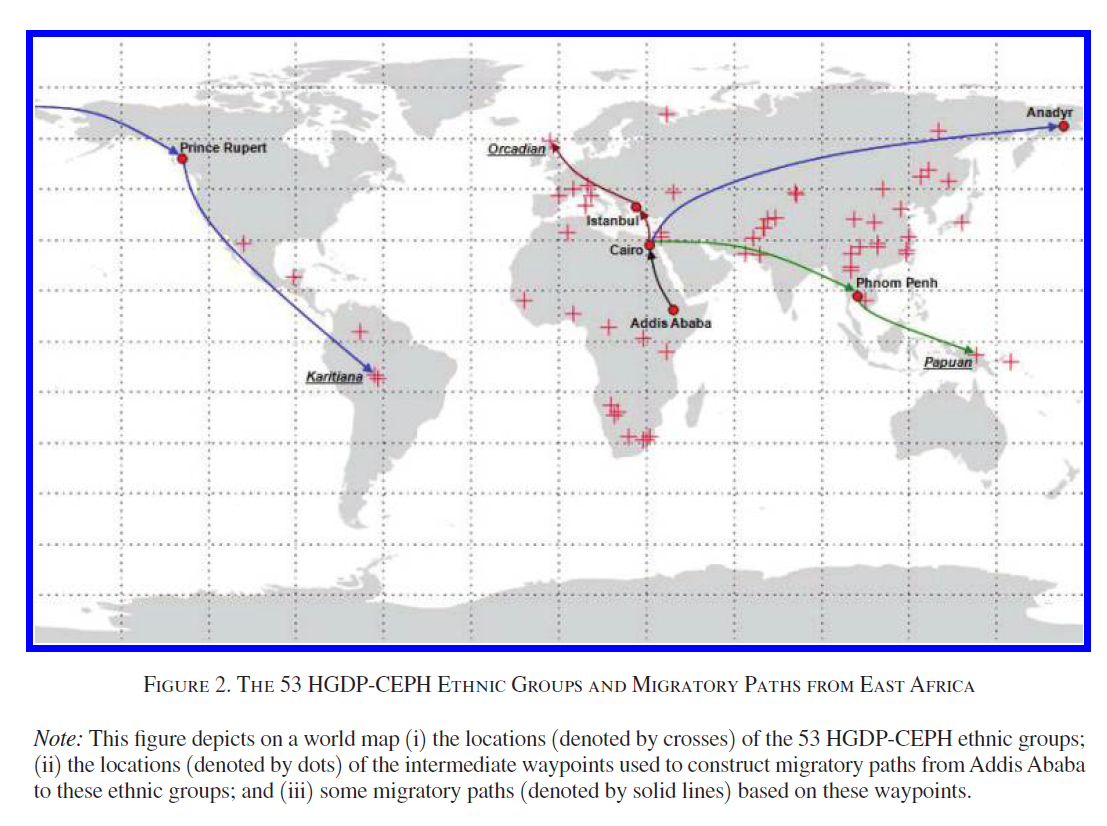 Anadyr
Prince Rupert
Orcadian
Istanbul
Cairo
Phnom Penh
Addis Ababa
Papuan
Karitiana
FIGURE 2. THE 53 HGDP-CEPH ETHNIC GROUPS AND MIGRATORY PATHS FROM EAST AFRICA
Note: This figure depicts on a world map (i) the locations (denoted by crosses) of the 53 HGDP-CEPH ethnic groups;
(ii) the locations (denoted by dots) of the intermediate waypoints used to construct migratory paths from Addis Ababa
to these ethnic groups; and (iii) some migratory paths (denoted by solid lines) based on these waypoints.